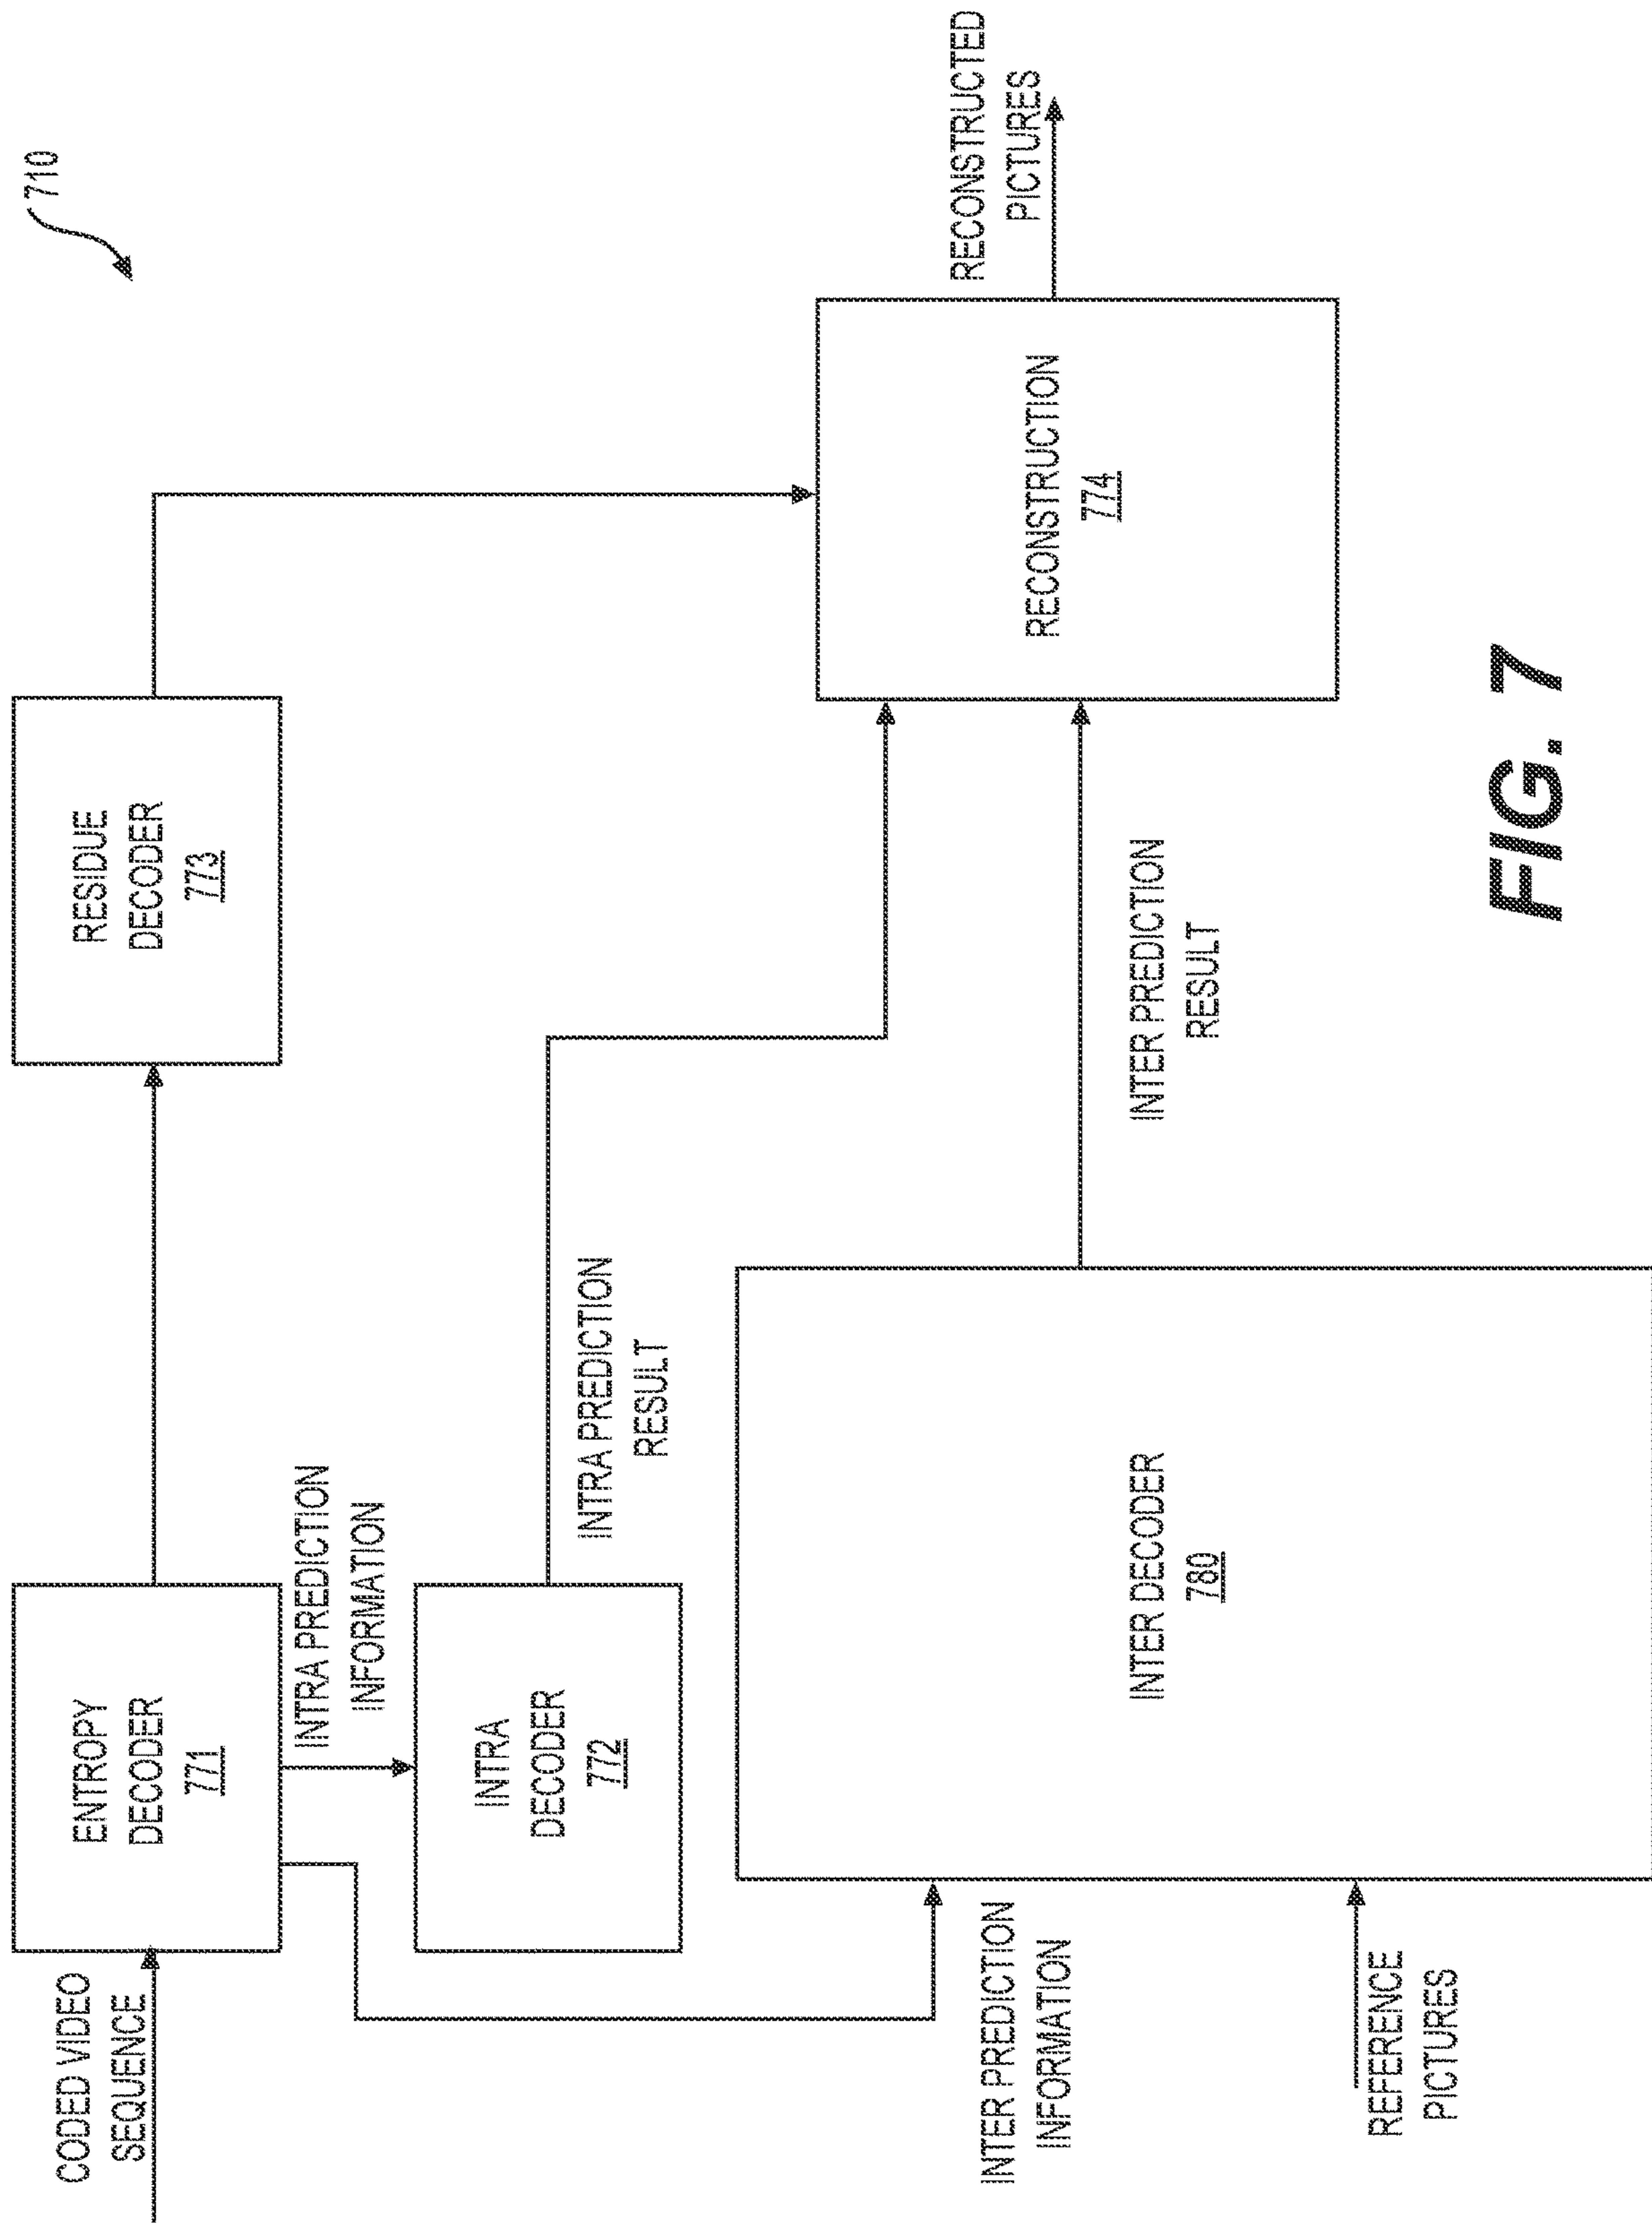 710
CODED VIDEO
SEQUENCE
ENTROPY
DECODER
771
RESIDUE
DECODER
773
INTRA PREDICTION
INFORMATION
INTRA
DECODER
772
INTRA PREDICTION
RESULT
RECONSTRUCTED
PICTURES
RECONSTRUCTION
774
INTER PREDICTION
INFORMATION
INTER DECODER
780
INTER PREDICTION
RESULT
REFERENCE
PICTURES
FIG. 7